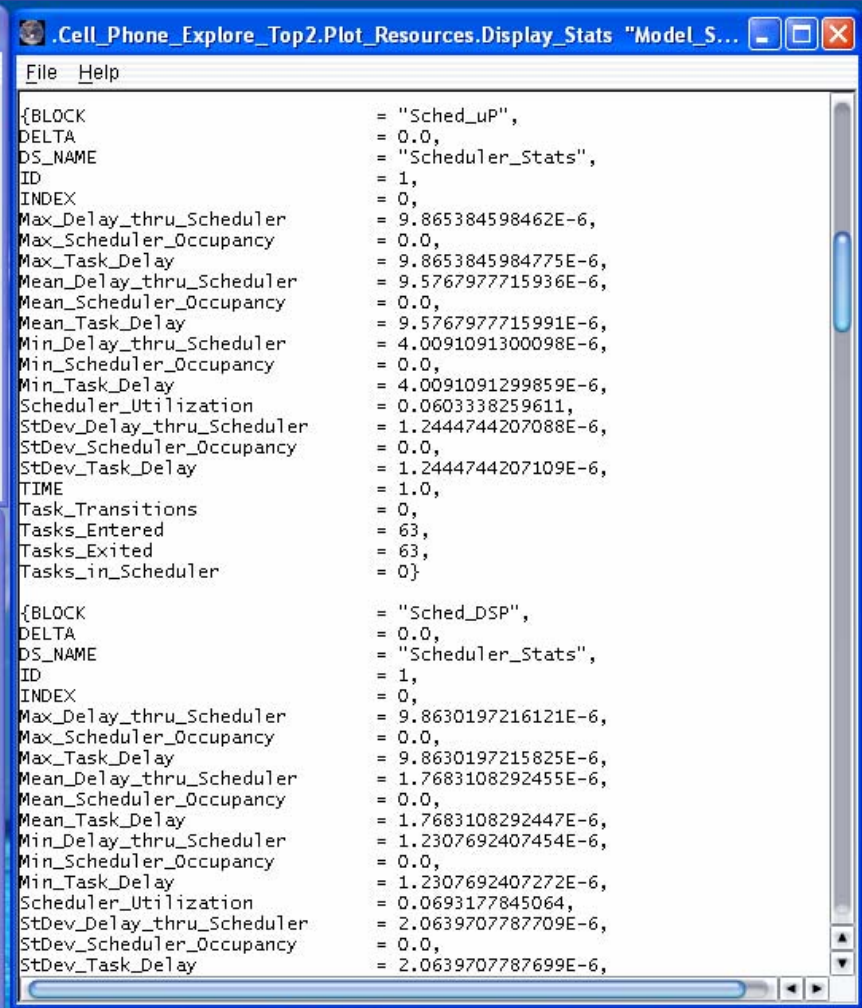 .Cell_Phone_Explore_Top2.Plot_Resources.Display_Stats "Model_S...
File Help
{BLOCK = "Sched_uP",
DELTA = 0.0,
DS_NAME = "Scheduler_Stats",
ID = 1,
INDEX = 0,
Max_Delay_thru_Scheduler = 9.865384598462E-6,
Max_Scheduler_Occupancy = 0.0,
Max_Task_Delay = 9.8653845984775E-6,
Mean_Delay_thru_Scheduler = 9.5767977715936E-6,
Mean_Scheduler_Occupancy = 0.0,
Mean_Task_Delay = 9.5767977715991E-6,
Min_Delay_thru_Scheduler = 4.0091091300098E-6,
Min_Scheduler_Occupancy = 0.0,
Min_Task_Delay = 4.0091091299859E-6,
Scheduler_Utilization = 0.0603338259611,
StDev_Delay_thru_Scheduler = 1.2444744207088E-6,
StDev_Scheduler_Occupancy = 0.0,
StDev_Task_Delay = 1.2444744207109E-6,
TIME = 1.0,
Task_Transitions = 0,
Tasks_Entered = 63,
Tasks_Exited = 63,
Tasks_in_Scheduler = 0}
{BLOCK = "Sched_DSP",
DELTA = 0.0,
DS_NAME = "Scheduler_Stats",
ID = 1,
INDEX = 0,
Max_Delay_thru_Scheduler = 9.8630197216121E-6,
Max_Scheduler_Occupancy = 0.0,
Max_Task_Delay = 9.8630197215825E-6,
Mean_Delay_thru_Scheduler = 1.7683108292455E-6,
Mean_Scheduler_Occupancy = 0.0,
Mean_Task_Delay = 1.7683108292447E-6,
Min_Delay_thru_Scheduler = 1.2307692407454E-6,
Min_Scheduler_Occupancy = 0.0,
Min_Task_Delay = 1.2307692407272E-6,
Scheduler_Utilization = 0.0693177845064,
StDev_Delay_thru_Scheduler = 2.0639707787709E-6,
StDev_Scheduler_Occupancy = 0.0,
StDev_Task_Delay = 2.0639707787699E-6,